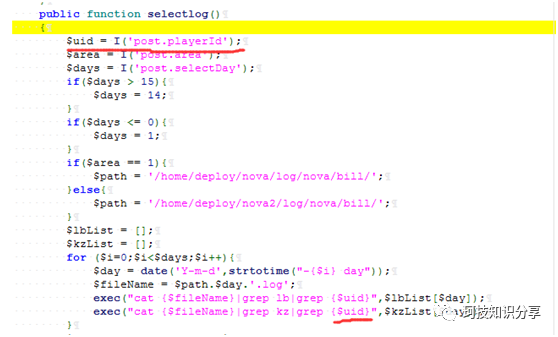 public function selectlog()
{
$uid = I('post.playerId');
$area = I('post.area');
$days = I('post.selectDay');
if($days > 15){
$days = 14;
}
if($days <= 0){
$days = 1;
}
if($area == 1){
$path = '/home/deploy/nova/log/nova/bill/';
}else{
$path = '/home/deploy/nova2/log/nova/bill/';
}
$lbList = [];
$kzList = [];
for ($i=0;$i<$days;$i++){
$day = date('Y-m-d',strtotime("-{$i} day"));
$fileName = $path.$day.'.log';
exec("cat {$fileName}|grep lb|grep {$uid}",$lbList[$day]);
exec("cat {$fileName}|grep kz|grep {$uid}",$kzList
}
珂技知识分享